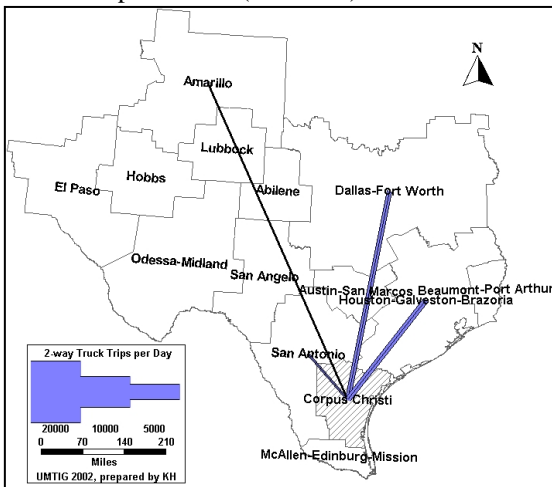 N
Amarillo
Lubbock
Hobbs
El Paso
Abilene
Dallas-Fort Worth
Odessa-Midland
San Angelo
Austin-San Marcos Beaumont-Port Arthur
Houston-Galveston-Brazoria
San Antonio
Corpus Christi
McAllen-Edinburg-Mission
2-way Truck Trips per Day
20000 10000 5000
0 70 140 210
Miles
UMTIG 2002, prepared by KH